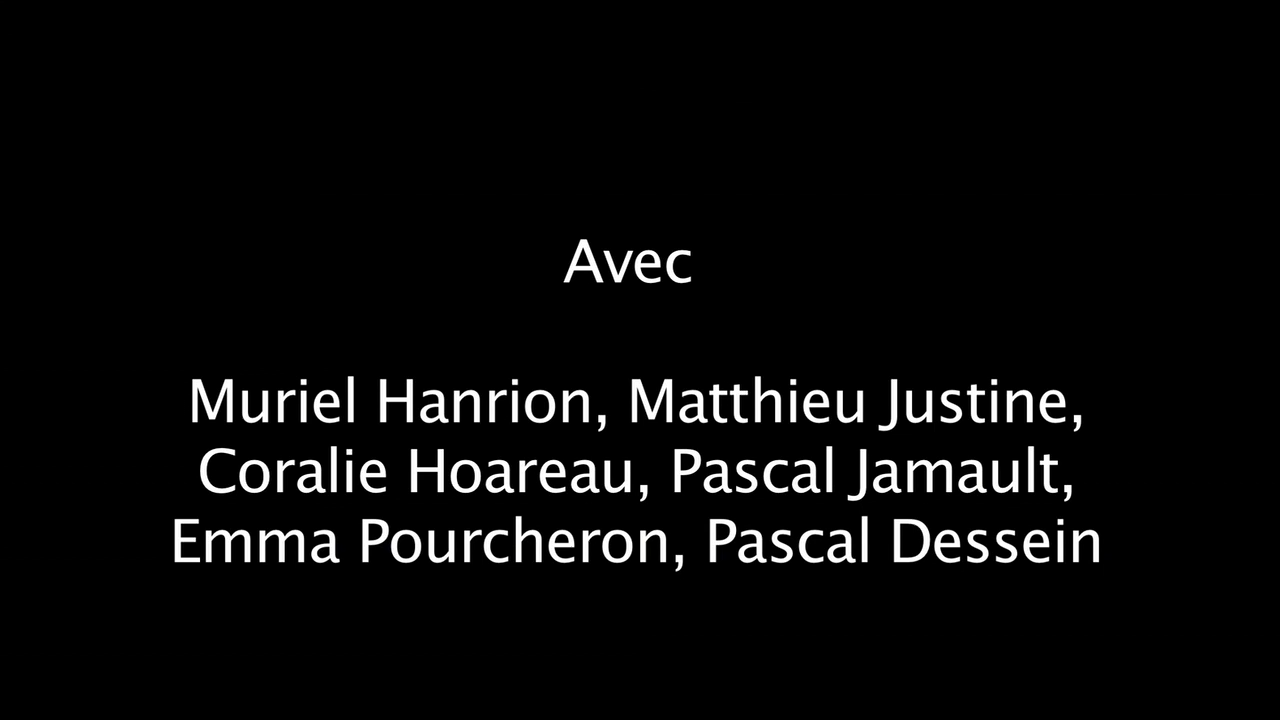 Avec
Muriel Hanrion, Matthieu Justine,
Coralie Hoareau, Pascal Jamault,
Emma Pourcheron, Pascal Dessein